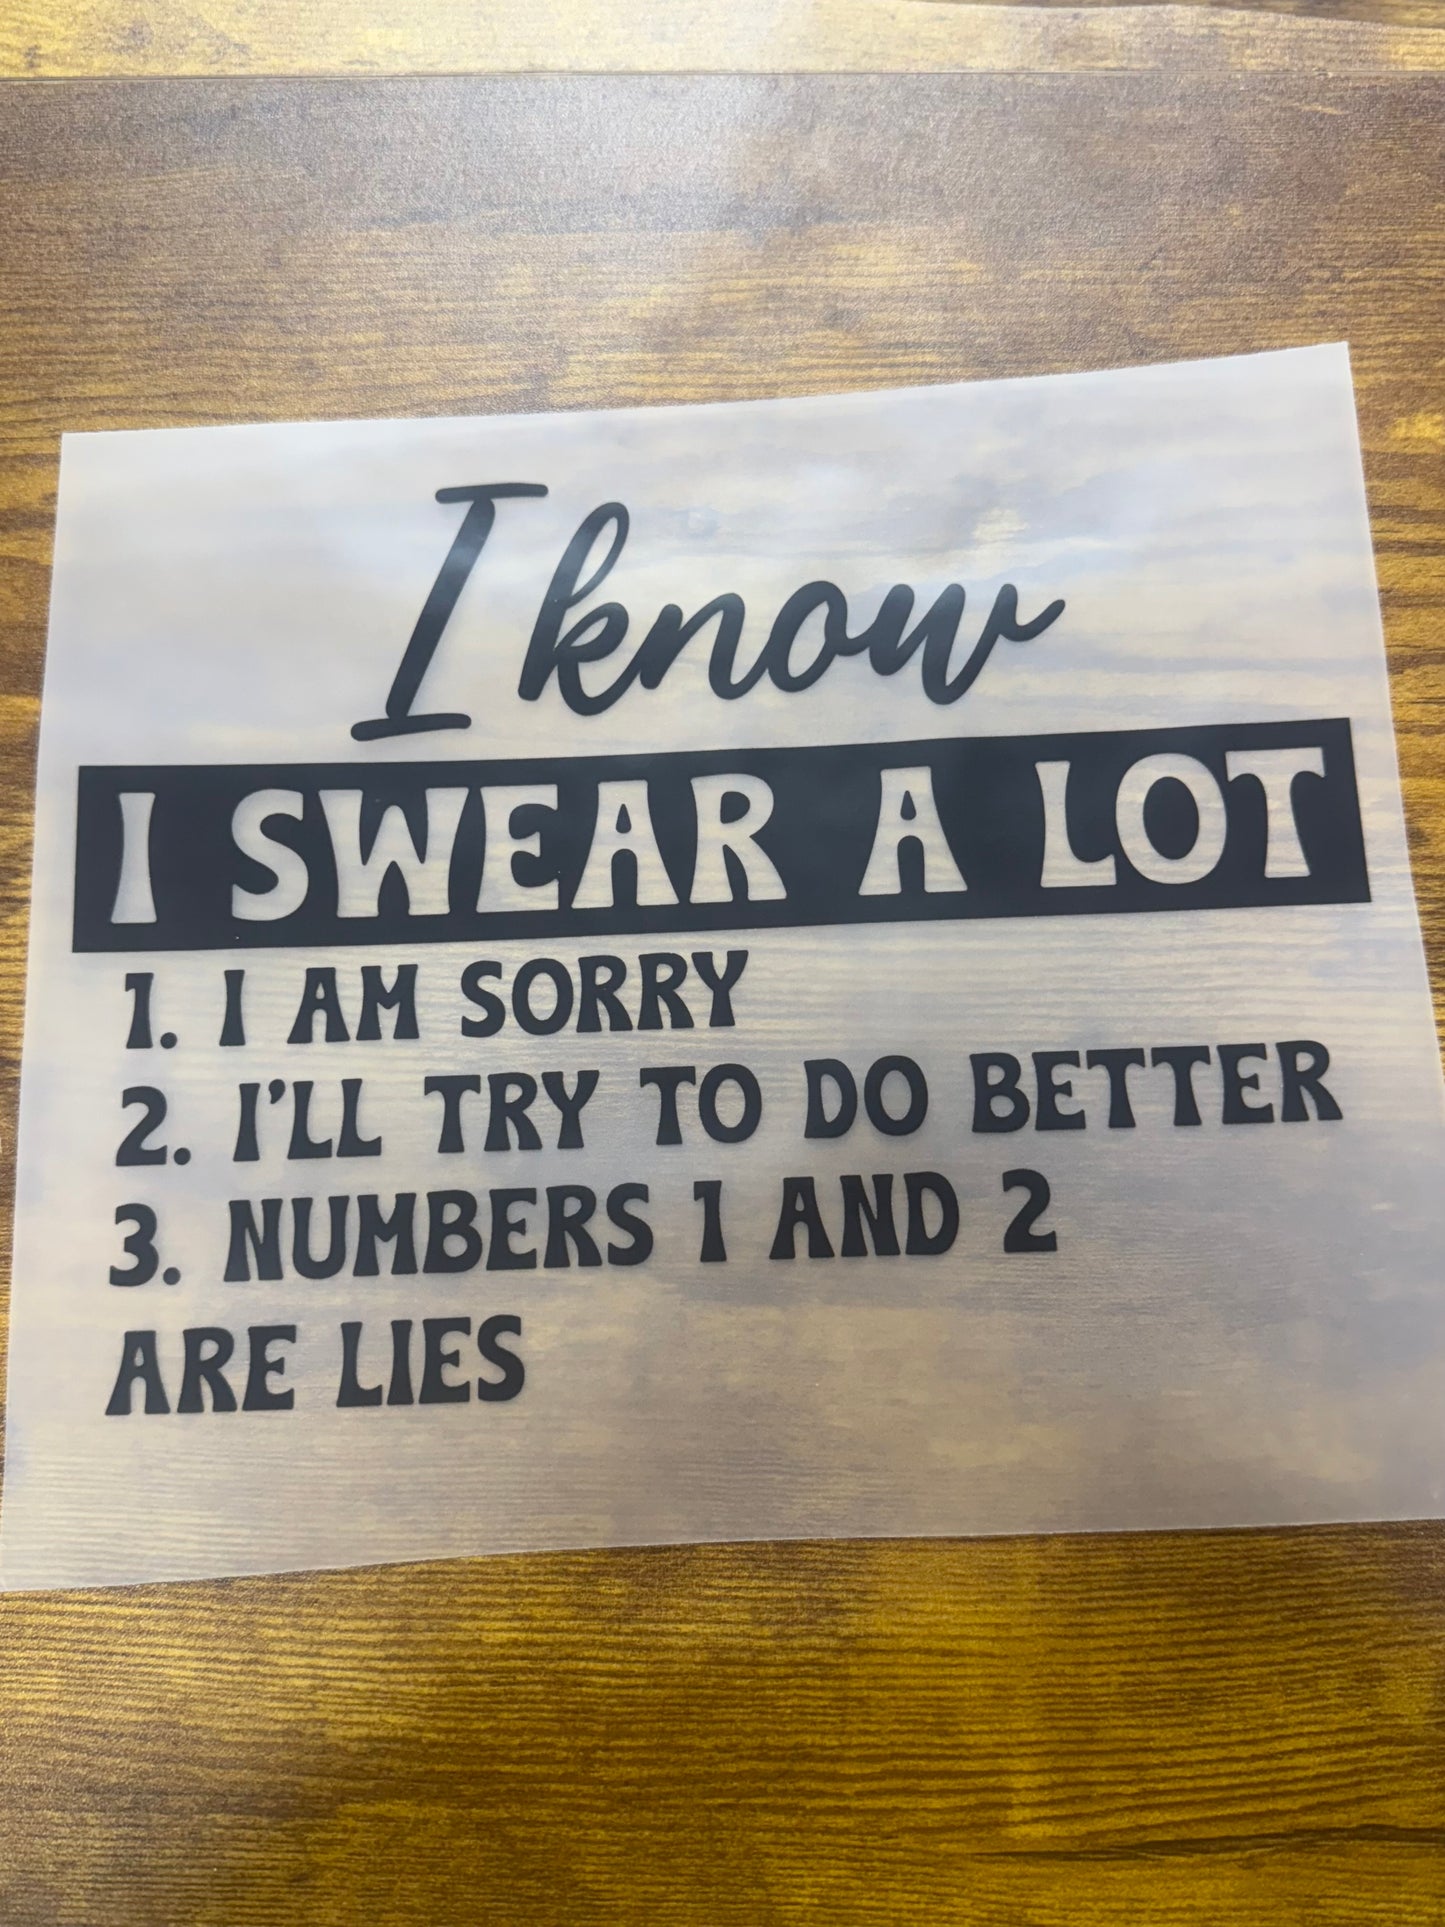 I know
I SWEAR A LOT
1. I AM SORRY
2. I'LL TRY TO DO BETTER
3. NUMBERS 1 AND 2
ARE LIES